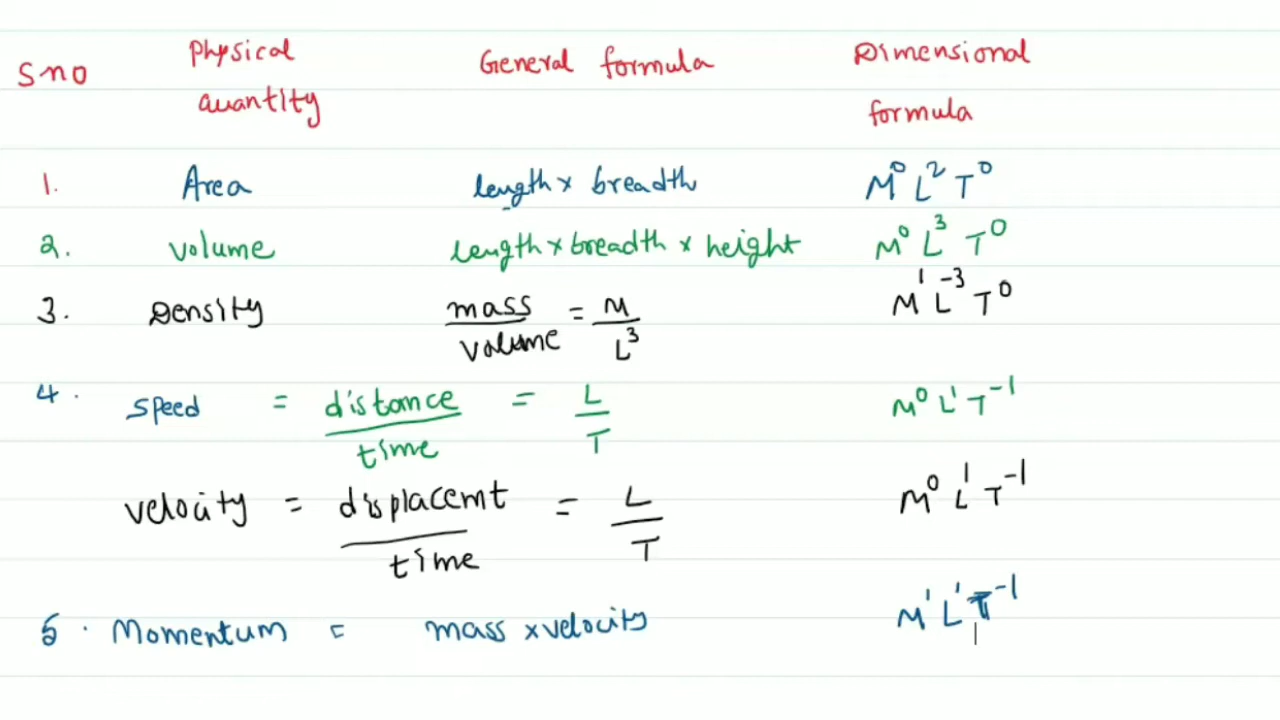 S no Physical quantity General formula Dimensional formula
1. Area length × breadth M⁰ L² T⁰
2. volume length × breadth × height M⁰ L³ T⁰
3. Density mass/volume = M/L³ M¹ L⁻³ T⁰
4. speed = distance/time = L/T M⁰ L¹ T⁻¹
velocity = displacemt/time = L/T M⁰ L¹ T⁻¹
5. Momentum = mass × velocity M¹ L¹ T⁻¹